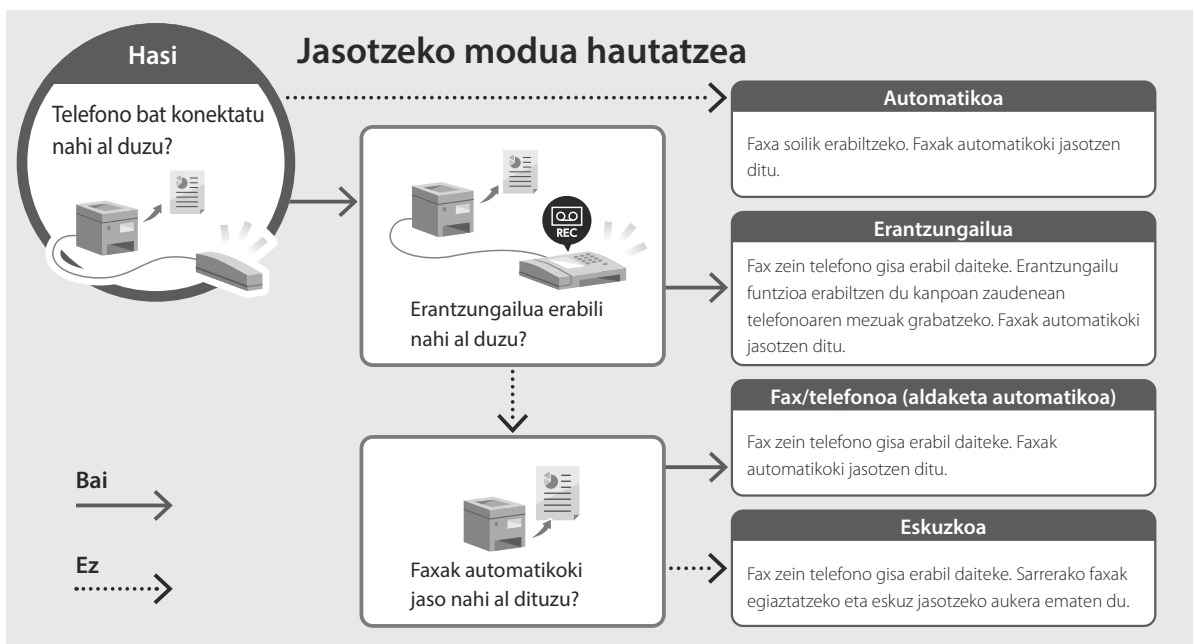 Jasotzeko modua hautatzea
Hasi
Telefono bat konektatu
nahi al duzu?
Automatikoa
Faxa soilik erabiltzeko. Faxak automatikoki jasotzen
ditu.
REC
Erantzungailua erabili
nahi al duzu?
Erantzungailua
Fax zein telefono gisa erabil daiteke. Erantzungailu
funtzioa erabiltzen du kanpoan zaudenean
telefonoaren mezuak grabatzeko. Faxak automatikoki
jasotzen ditu.
Faxak automatikoki
jaso nahi al dituzu?
Fax/telefonoa (aldaketa automatikoa)
Fax zein telefono gisa erabil daiteke. Faxak
automatikoki jasotzen ditu.
Eskuzkoa
Fax zein telefono gisa erabil daiteke. Sarrerako faxak
egiaztatzeko eta eskuz jasotzeko aukera ematen du.
Bai
Ez